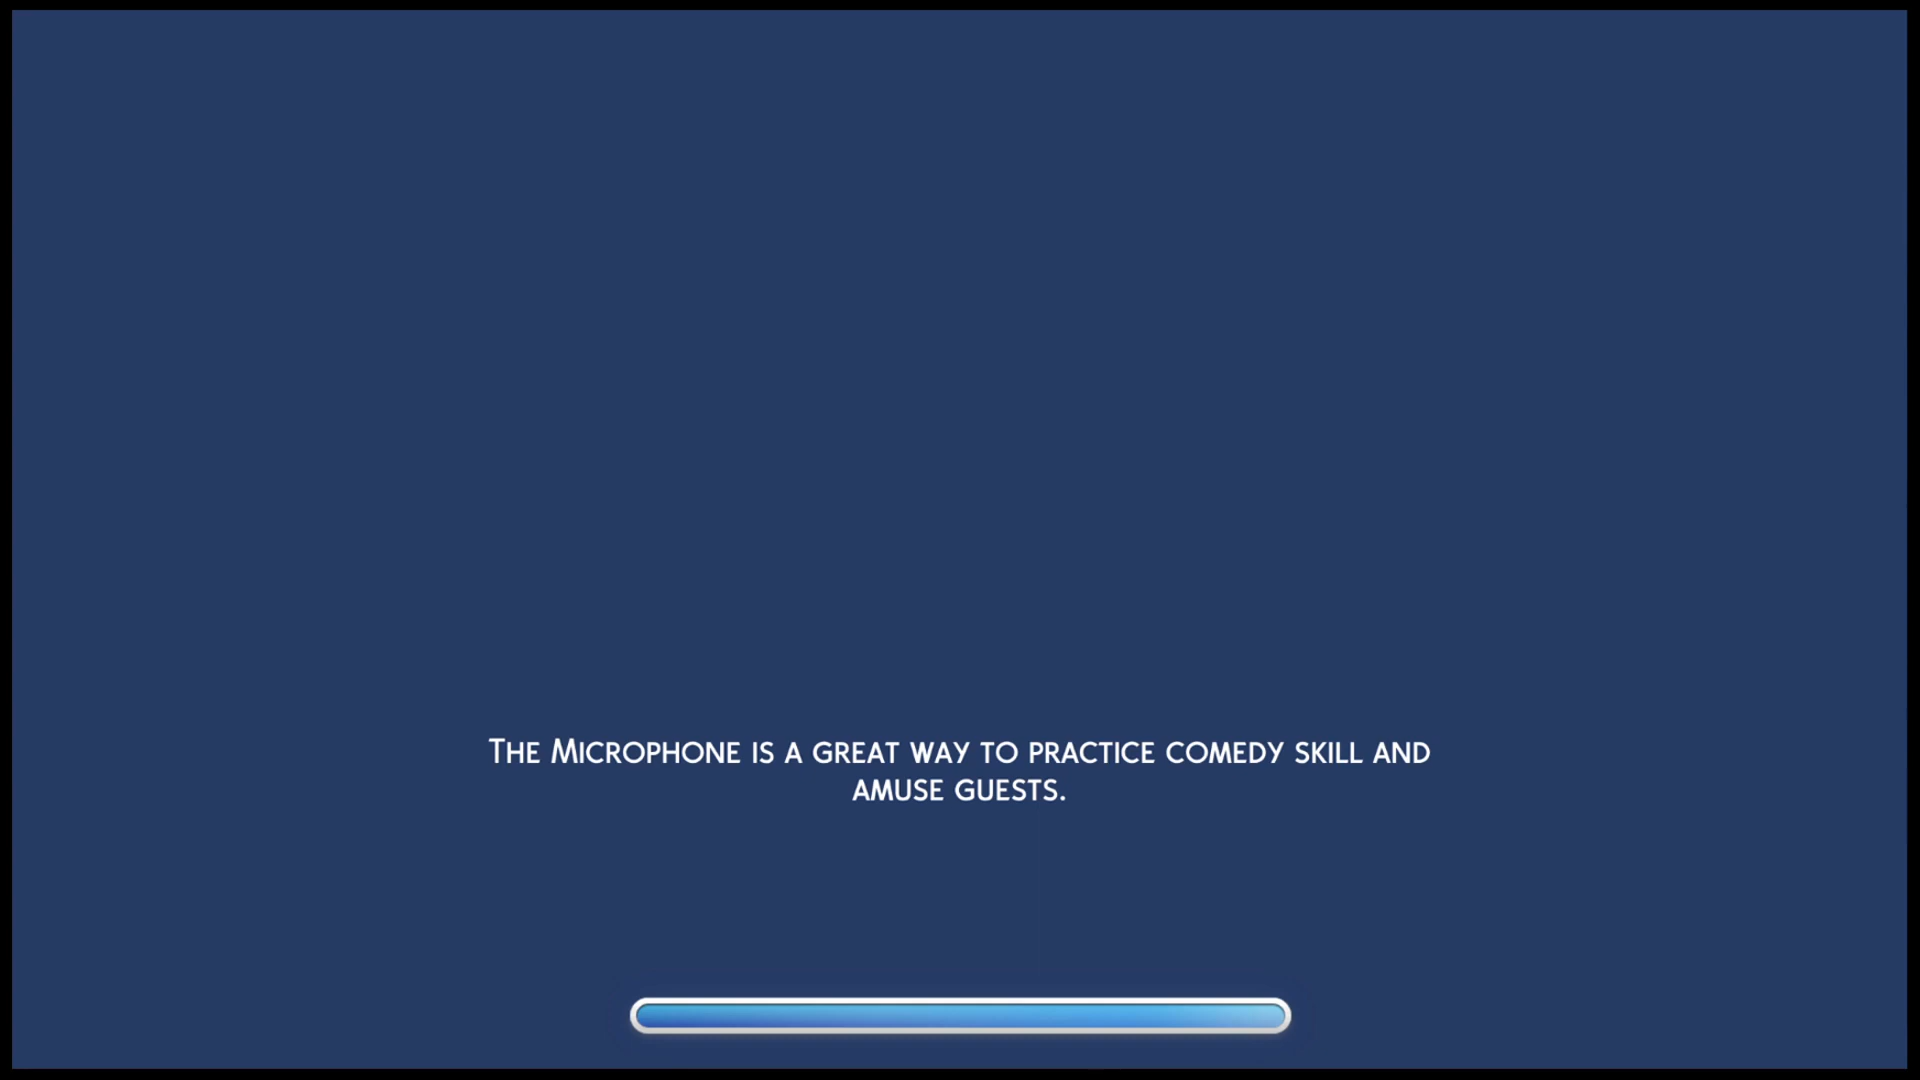 The Microphone is a great way to practice comedy skill and
amuse guests.